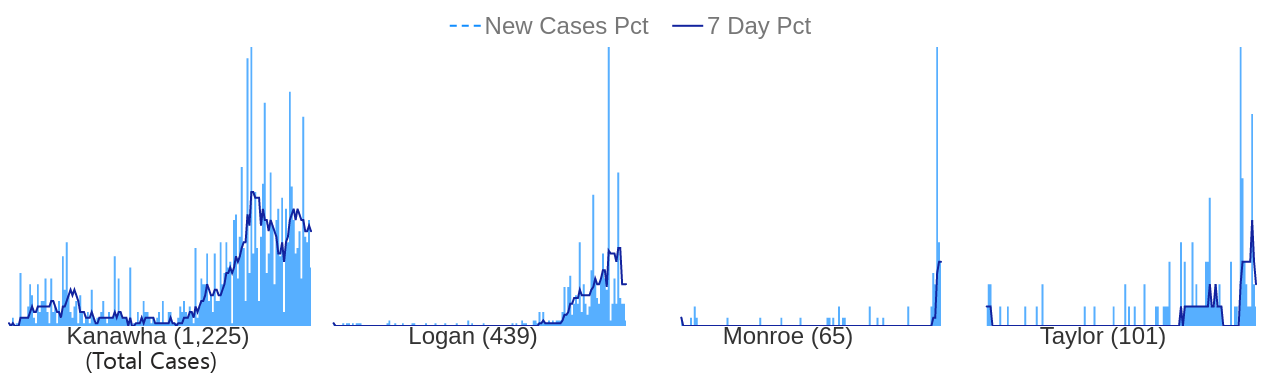 New Cases Pct 7 Day Pct
Kanawha (1,225) Logan (439) Monroe (65) Taylor (101)
(Total Cases)